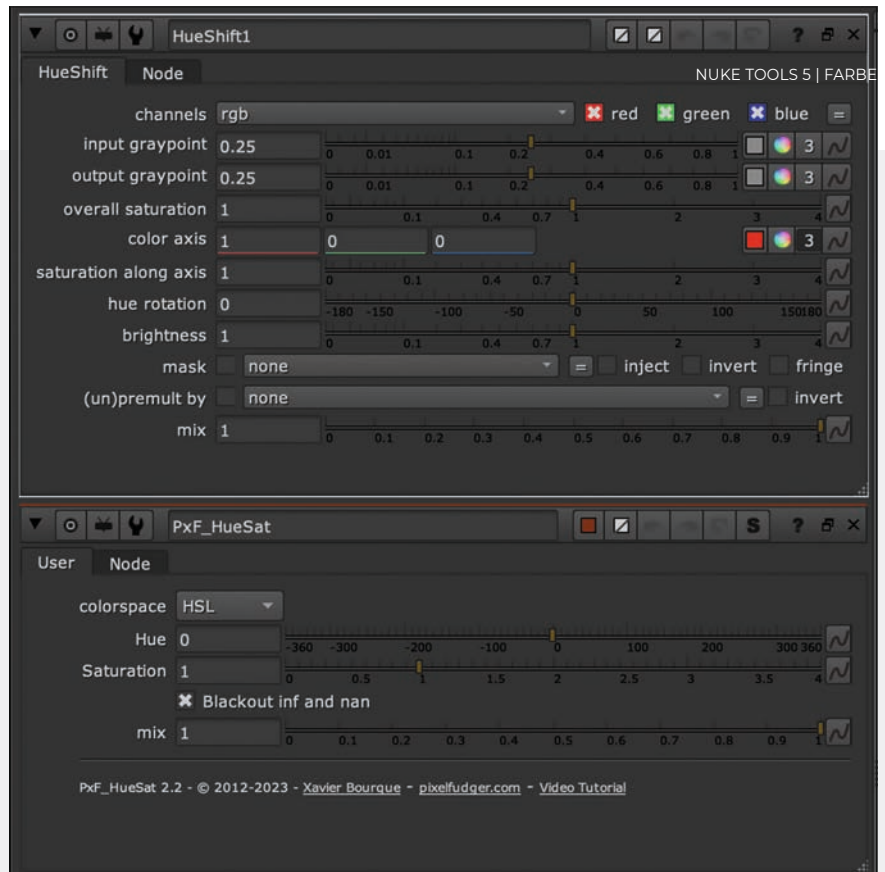 HueShift1 ? ×
HueShift Node
NUKE TOOLS 5 | FARBE
channels rgb red green blue =
input graypoint 0.25 0 0.01 0.1 0.2 0.4 0.6 0.8 1 3
output graypoint 0.25 0 0.01 0.1 0.2 0.4 0.6 0.8 1 3
overall saturation 1 0 0.1 0.4 0.7 1 2 3 4
color axis 1 0 0 3
saturation along axis 1 0 0.1 0.4 0.7 1 2 3 4
hue rotation 0 -180 -150 -100 -50 0 50 100 150180
brightness 1 0 0.1 0.4 0.7 1 2 3 4
mask none = inject invert fringe
(un)premult by none = invert
mix 1 0 0.1 0.2 0.3 0.4 0.5 0.6 0.7 0.8 0.9 1
PxF_HueSat S ? ×
User Node
colorspace HSL
Hue 0 -360 -300 -200 -100 0 100 200 300 360
Saturation 1 0 0.5 1 1.5 2 2.5 3 3.5 4
Blackout inf and nan
mix 1 0 0.1 0.2 0.3 0.4 0.5 0.6 0.7 0.8 0.9 1
PxF_HueSat 2.2 - © 2012-2023 - Xavier Bourque - pixelfudger.com - Video Tutorial